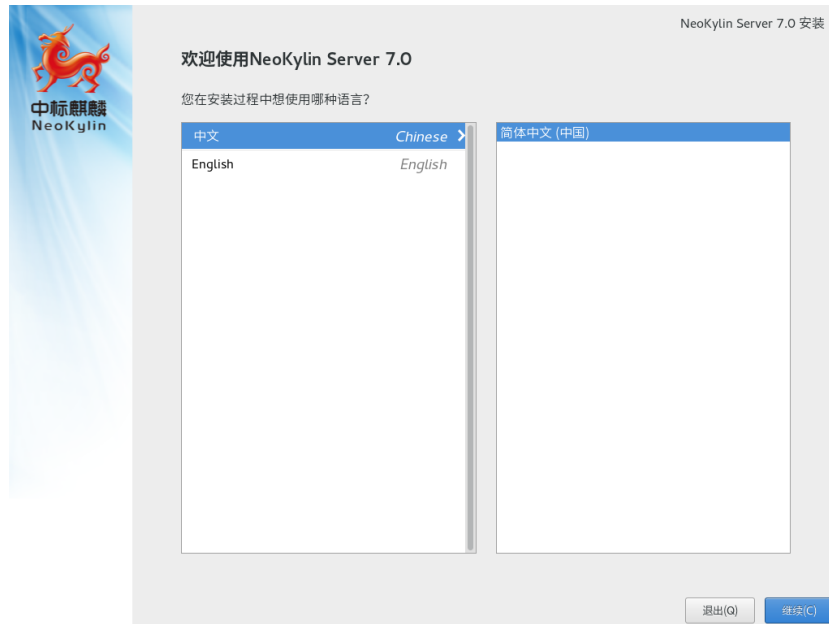 NeoKylin Server 7.0 安装
中标麒麟
NeoKylin
欢迎使用NeoKylin Server 7.0
您在安装过程中想使用哪种语言？
中文 Chinese
English English
简体中文 (中国)
退出(Q)
继续(C)